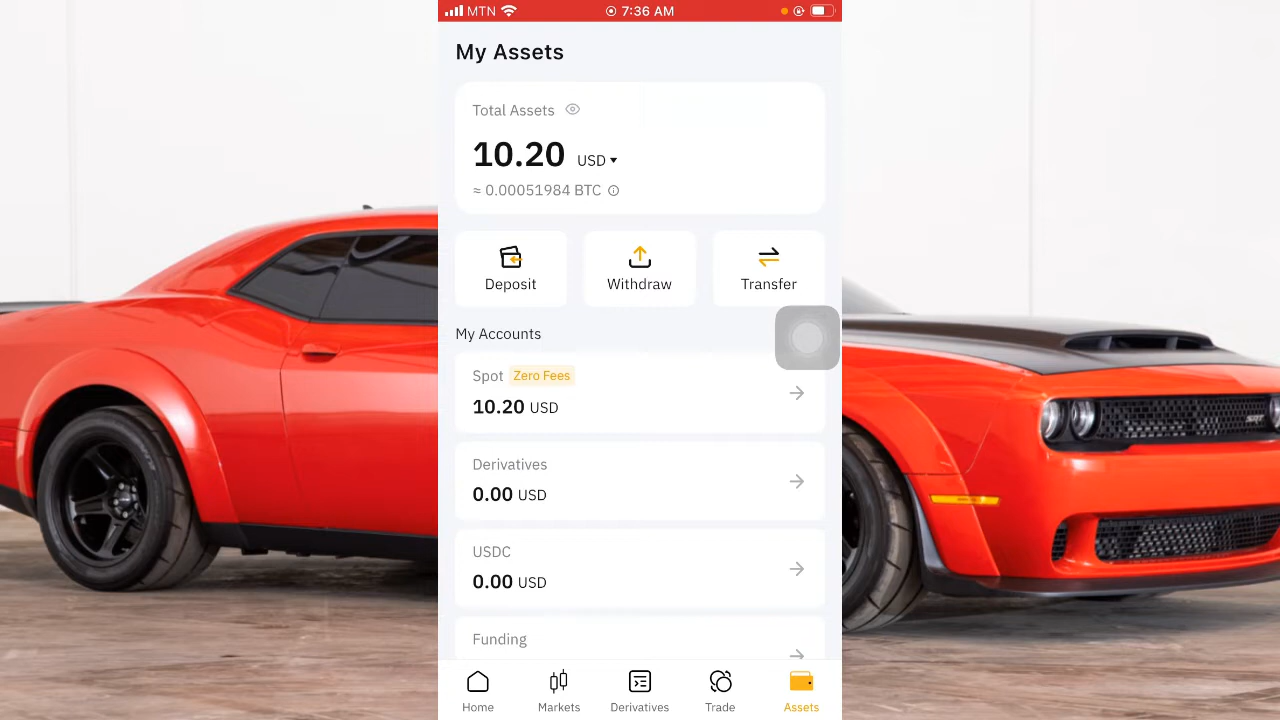 MTN 7:36 AM
My Assets
Total Assets
10.20 USD
≈ 0.00051984 BTC
Deposit Withdraw Transfer
My Accounts
Spot Zero Fees
10.20 USD
Derivatives
0.00 USD
USDC
0.00 USD
Funding
Home Markets Derivatives Trade Assets